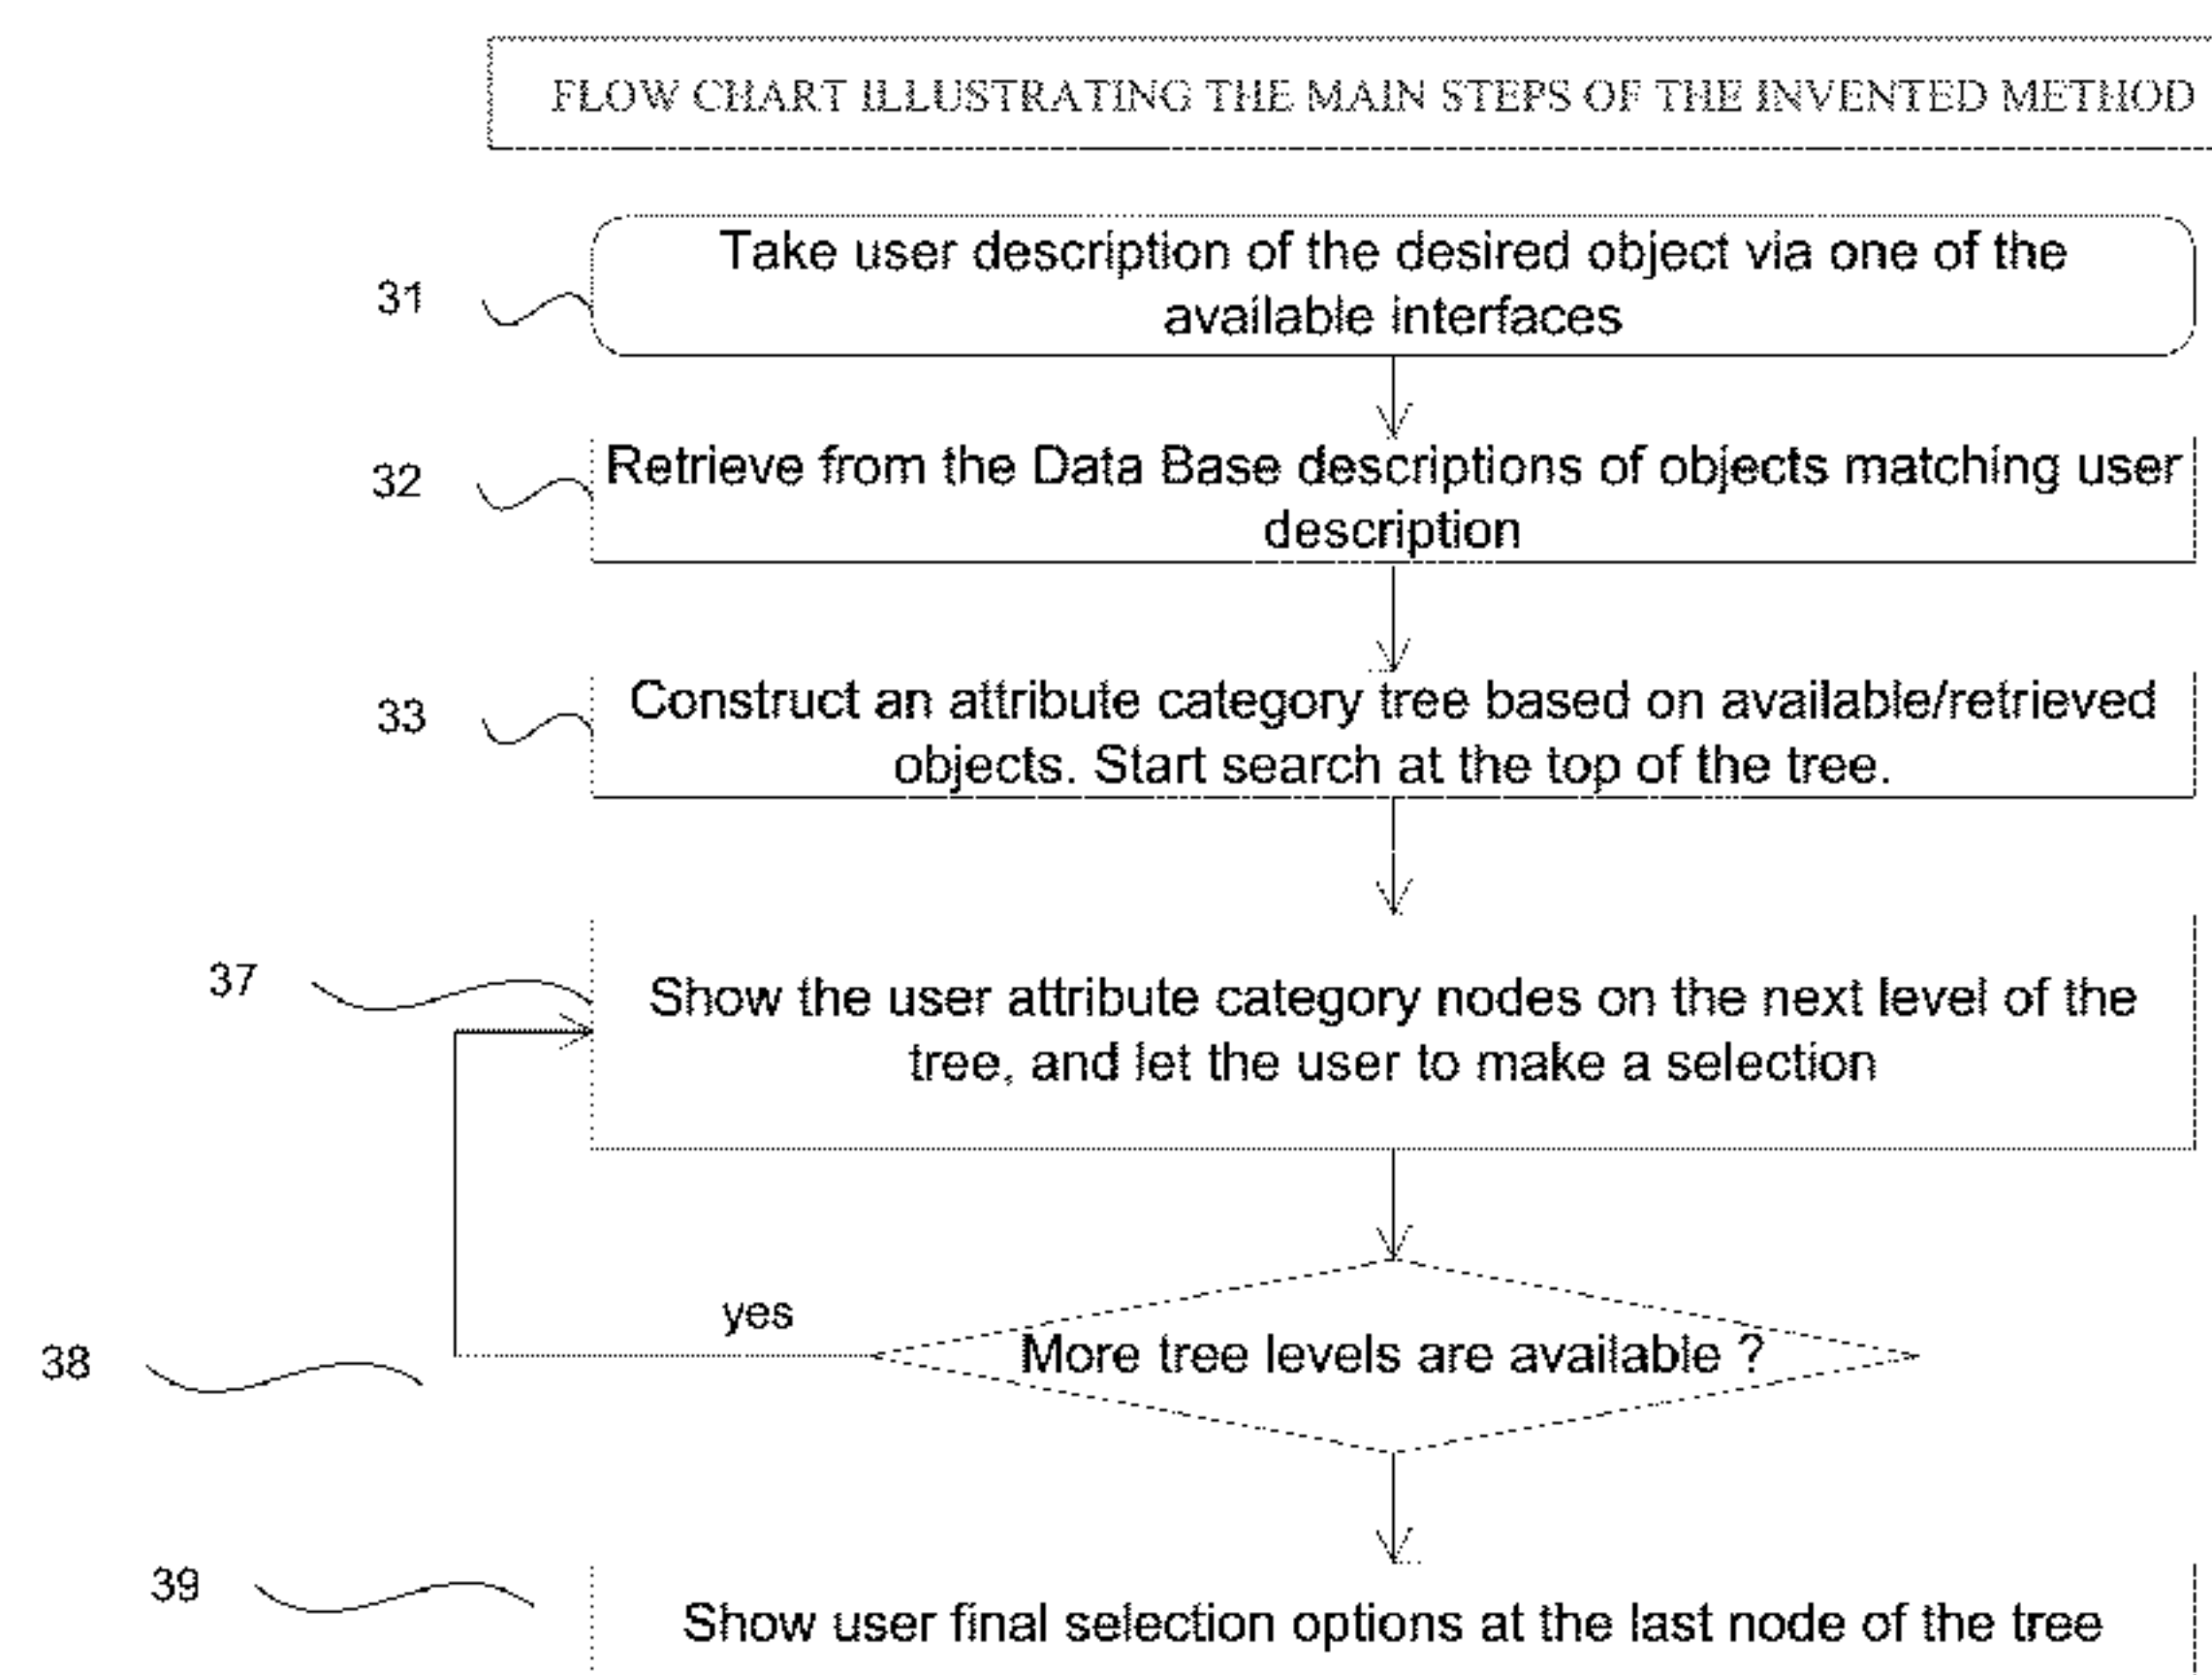 FLOW CHART ILLUSTRATING THE MAIN STEPS OF THE INVENTED METHOD
31
Take user description of the desired object via one of the
available interfaces
32
Retrieve from the Data Base descriptions of objects matching user
description
33
Construct an attribute category tree based on available/retrieved
objects. Start search at the top of the tree.
37
Show the user attribute category nodes on the next level of the
tree, and let the user to make a selection
yes
38
More tree levels are available ?
39
Show user final selection options at the last node of the tree